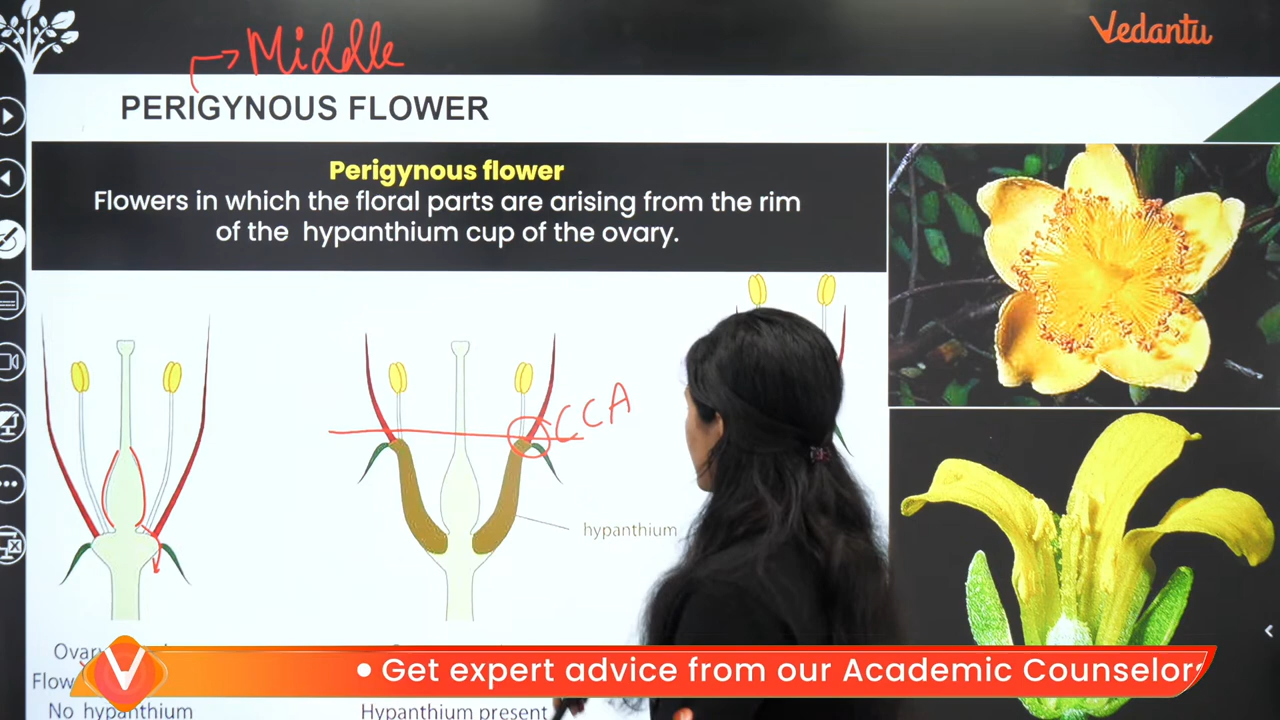 Middle
Vedantu
PERIGYNOUS FLOWER
Perigynous flower
Flowers in which the floral parts are arising from the rim
of the hypanthium cup of the ovary.
CCA
hypanthium
No hypanthium
Hypanthium present
• Get expert advice from our Academic Counselors